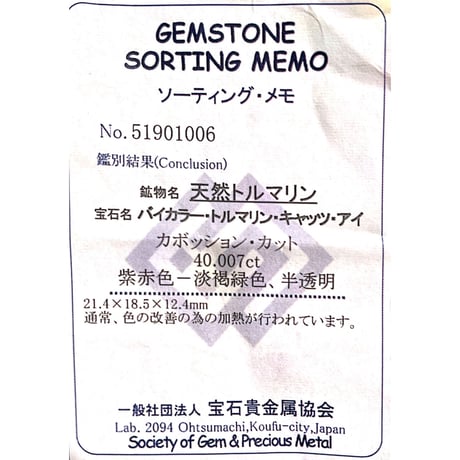 GEMSTONE
SORTING MEMO
ソーティング・メモ
No. 51901006
鑑別結果(Conclusion)
鉱物名 天然トルマリン
宝石名 バイカラー・トルマリン・キャッツ・アイ
カボッション・カット
40.007ct
紫赤色－淡褐緑色、半透明
21.4×18.5×12.4mm
通常、色の改善の為の加熱が行われています。
一般社団法人 宝石貴金属協会
Lab. 2094 Ohtsumachi,Koufu-city,Japan
Society of Gem & Precious Metal